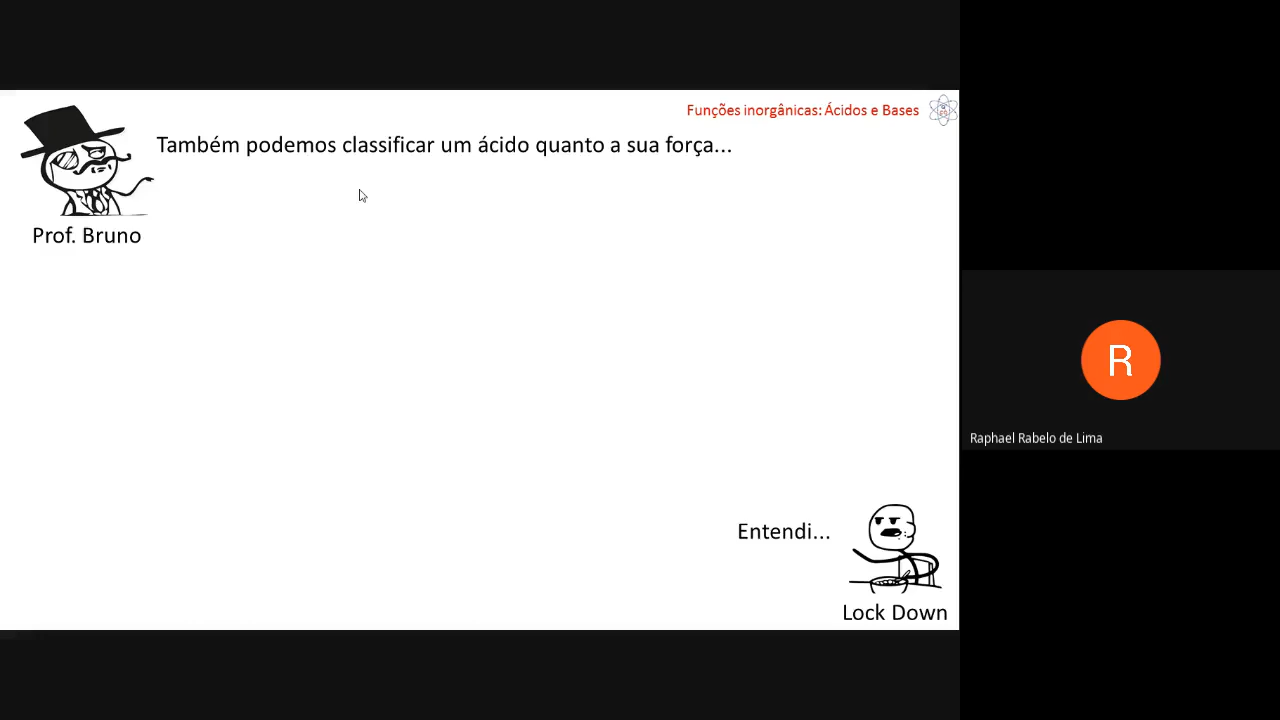 Funções inorgânicas: Ácidos e Bases
Também podemos classificar um ácido quanto a sua força...
Prof. Bruno
R
Raphael Rabelo de Lima
Entendi...
Lock Down